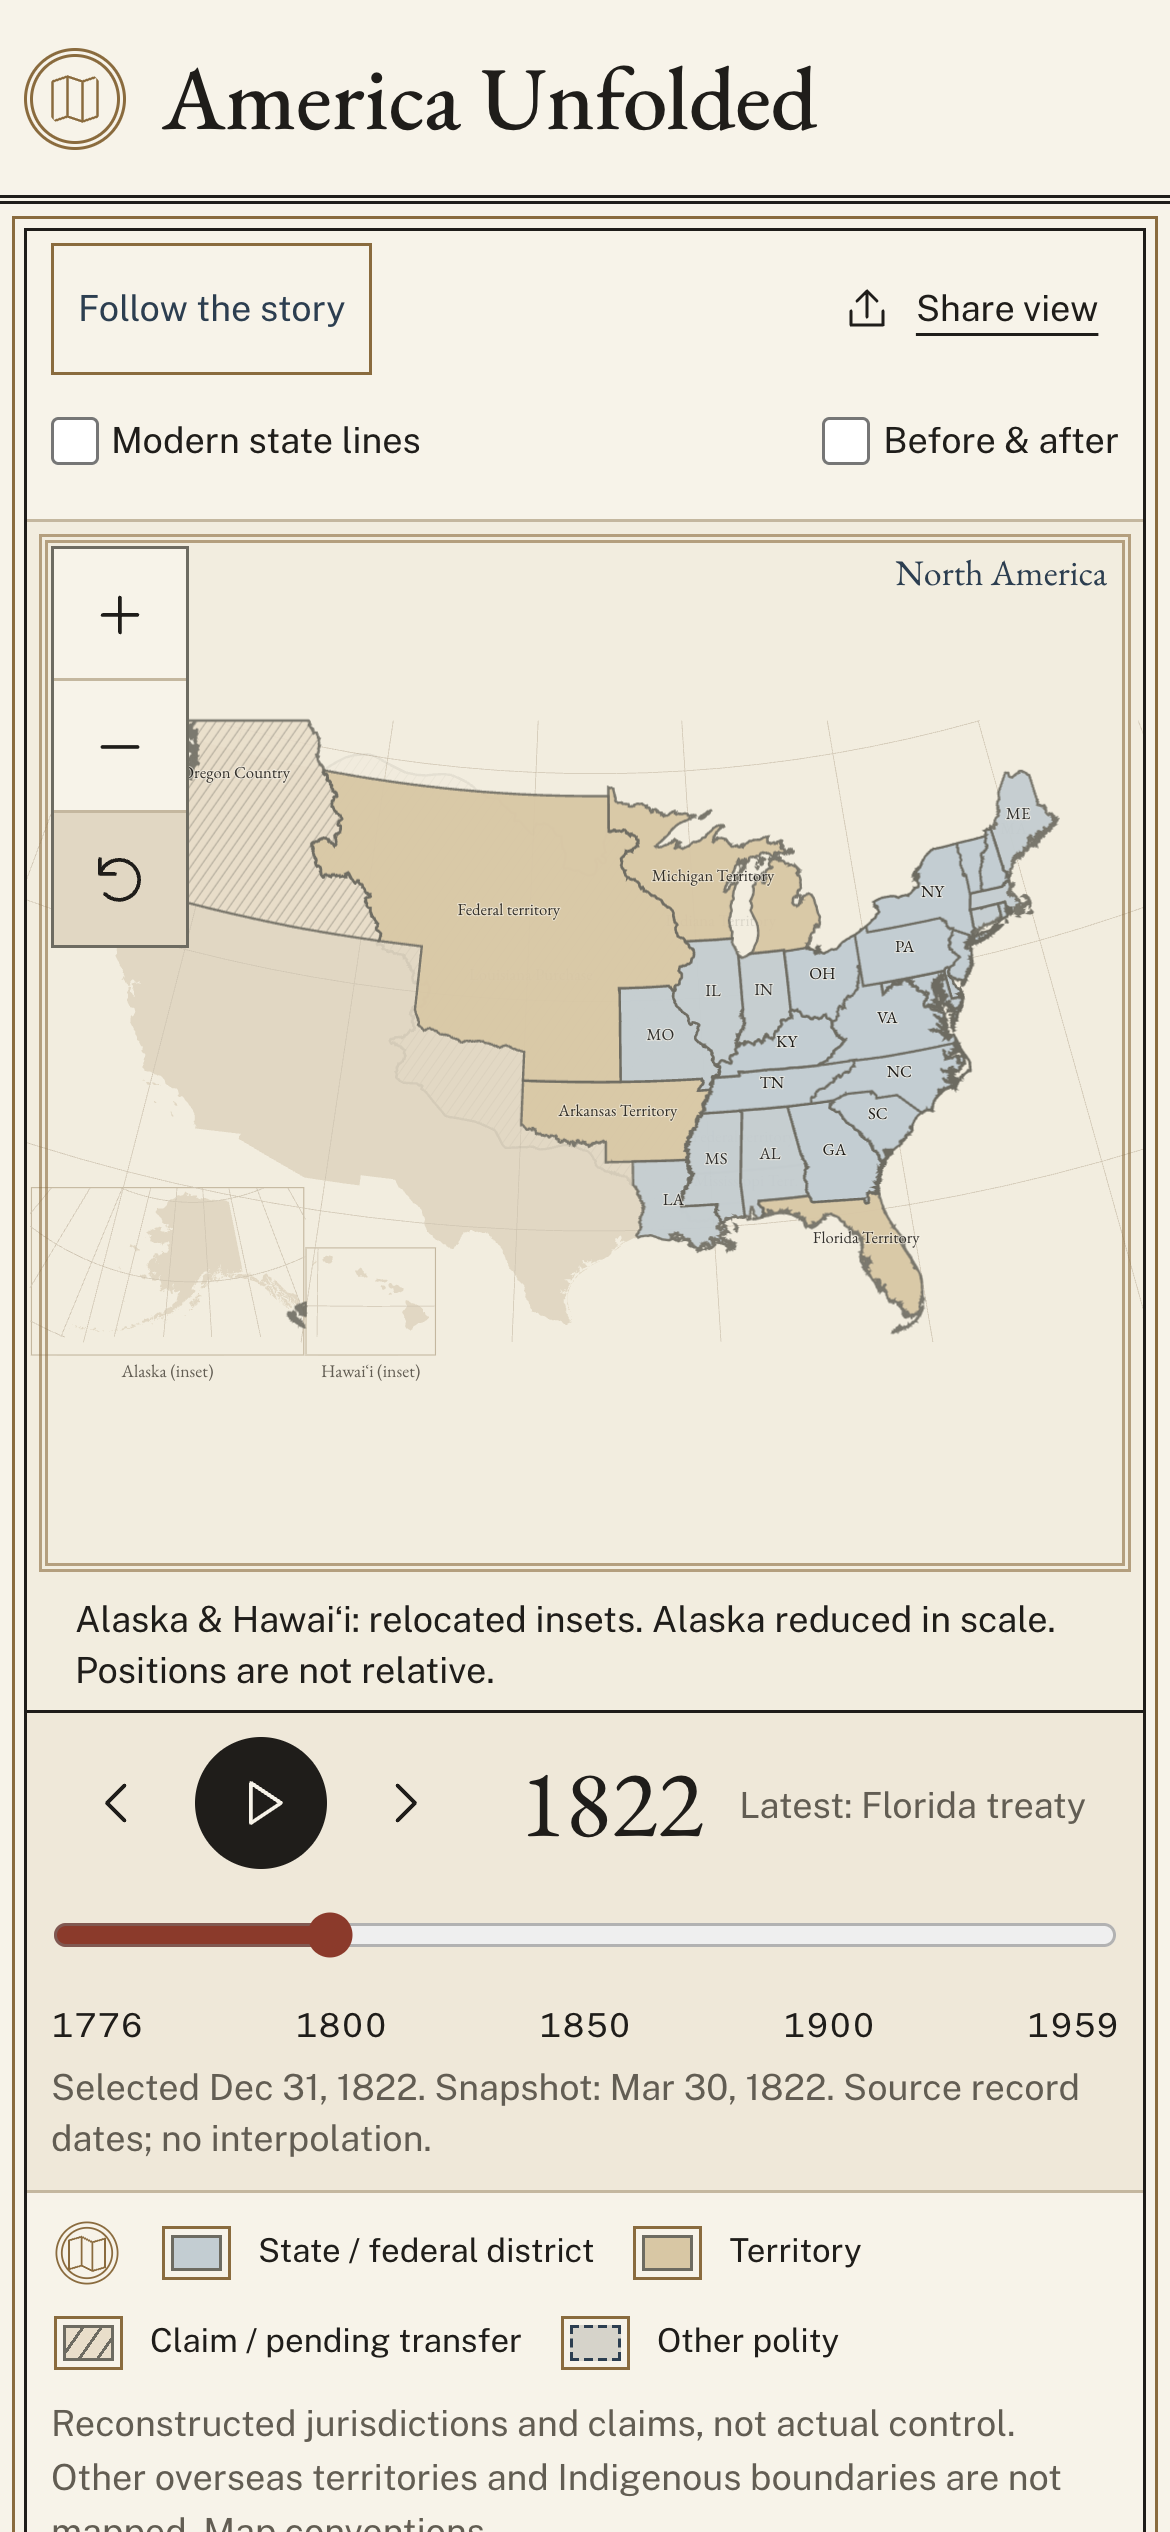 America Unfolded
Follow the story
Share view
Modern state lines
Before & after
North America
Oregon Country
ME
Michigan Territory
NY
Federal territory
PA
OH
IL
IN
VA
MO
KY
NC
TN
Arkansas Territory
SC
GA
AL
MS
LA
Florida Territory
Alaska (inset)
Hawaiʻi (inset)
Alaska & Hawaiʻi: relocated insets. Alaska reduced in scale.
Positions are not relative.
1822
Latest: Florida treaty
1776
1800
1850
1900
1959
Selected Dec 31, 1822. Snapshot: Mar 30, 1822. Source record
dates; no interpolation.
State / federal district
Territory
Claim / pending transfer
Other polity
Reconstructed jurisdictions and claims, not actual control.
Other overseas territories and Indigenous boundaries are not
mapped. Map conventions